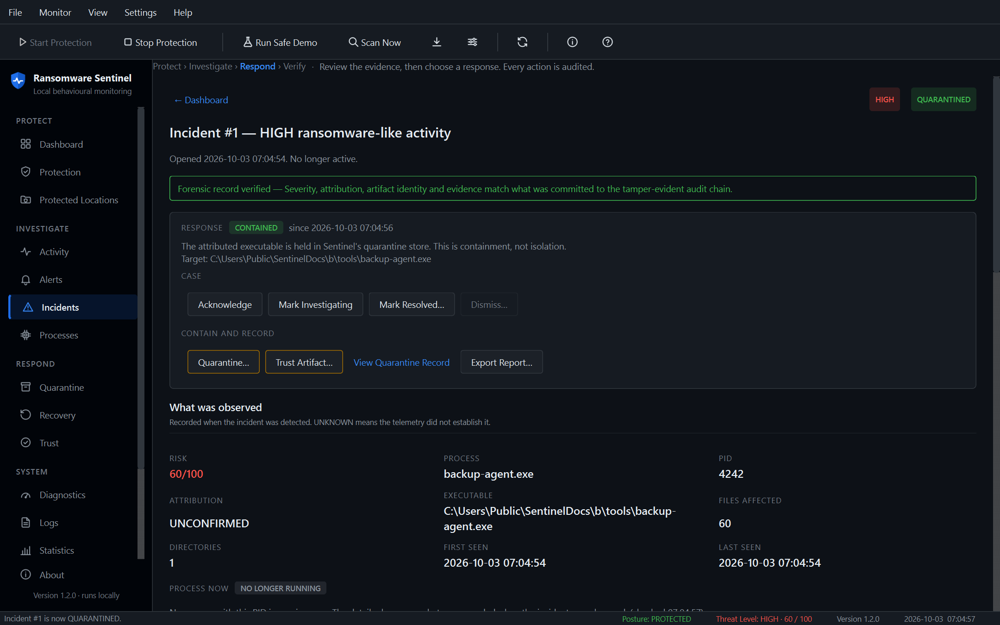 File Monitor View Settings Help
Start Protection Stop Protection Run Safe Demo Scan Now
Ransomware Sentinel
Local behavioural monitoring
PROTECT
Dashboard
Protection
Protected Locations
INVESTIGATE
Activity
Alerts
Incidents
Processes
RESPOND
Quarantine
Recovery
Trust
SYSTEM
Diagnostics
Logs
Statistics
About
Version 1.2.0 · runs locally
Protect › Investigate › Respond › Verify · Review the evidence, then choose a response. Every action is audited.
← Dashboard
HIGH QUARANTINED
Incident #1 — HIGH ransomware-like activity
Opened 2026-10-03 07:04:54. No longer active.
Forensic record verified — Severity, attribution, artifact identity and evidence match what was committed to the tamper-evident audit chain.
RESPONSE CONTAINED since 2026-10-03 07:04:56
The attributed executable is held in Sentinel's quarantine store. This is containment, not isolation.
Target: C:\Users\Public\SentinelDocs\b\tools\backup-agent.exe
CASE
Acknowledge Mark Investigating Mark Resolved... Dismiss...
CONTAIN AND RECORD
Quarantine... Trust Artifact... View Quarantine Record Export Report...
What was observed
Recorded when the incident was detected. UNKNOWN means the telemetry did not establish it.
RISK
60/100
PROCESS
backup-agent.exe
PID
4242
ATTRIBUTION
UNCONFIRMED
EXECUTABLE
C:\Users\Public\SentinelDocs\b\tools\backup-
agent.exe
FILES AFFECTED
60
DIRECTORIES
1
FIRST SEEN
2026-10-03 07:04:54
LAST SEEN
2026-10-03 07:04:54
PROCESS NOW NO LONGER RUNNING
Incident #1 is now QUARANTINED.
Posture: PROTECTED Threat Level: HIGH · 60 / 100 Version 1.2.0 2026-10-03 07:04:57